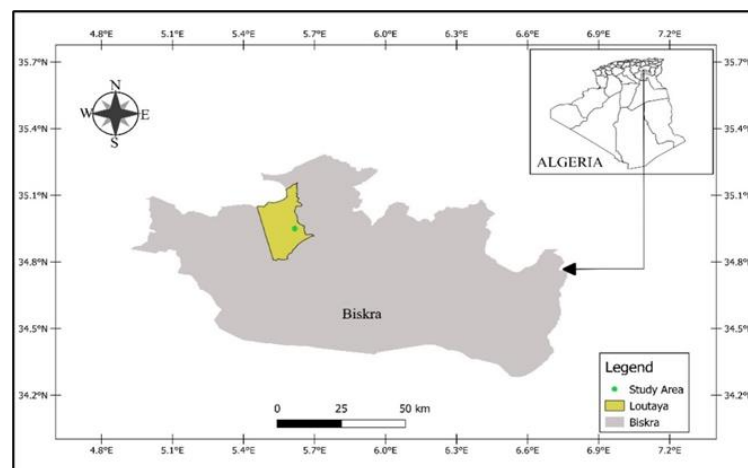 4.8°E 5.1°E 5.4°E 5.7°E 6.0°E 6.3°E 6.6°E 6.9°E 7.2°E
35.7°N
35.4°N
35.1°N
34.8°N
34.5°N
34.2°N
N
W E
S
ALGERIA
35.7°N
35.4°N
35.1°N
34.8°N
34.5°N
34.2°N
Biskra
Legend
Study Area
Loutaya
Biskra
0 25 50 km
4.8°E 5.1°E 5.4°E 5.7°E 6.0°E 6.3°E 6.6°E 6.9°E 7.2°E